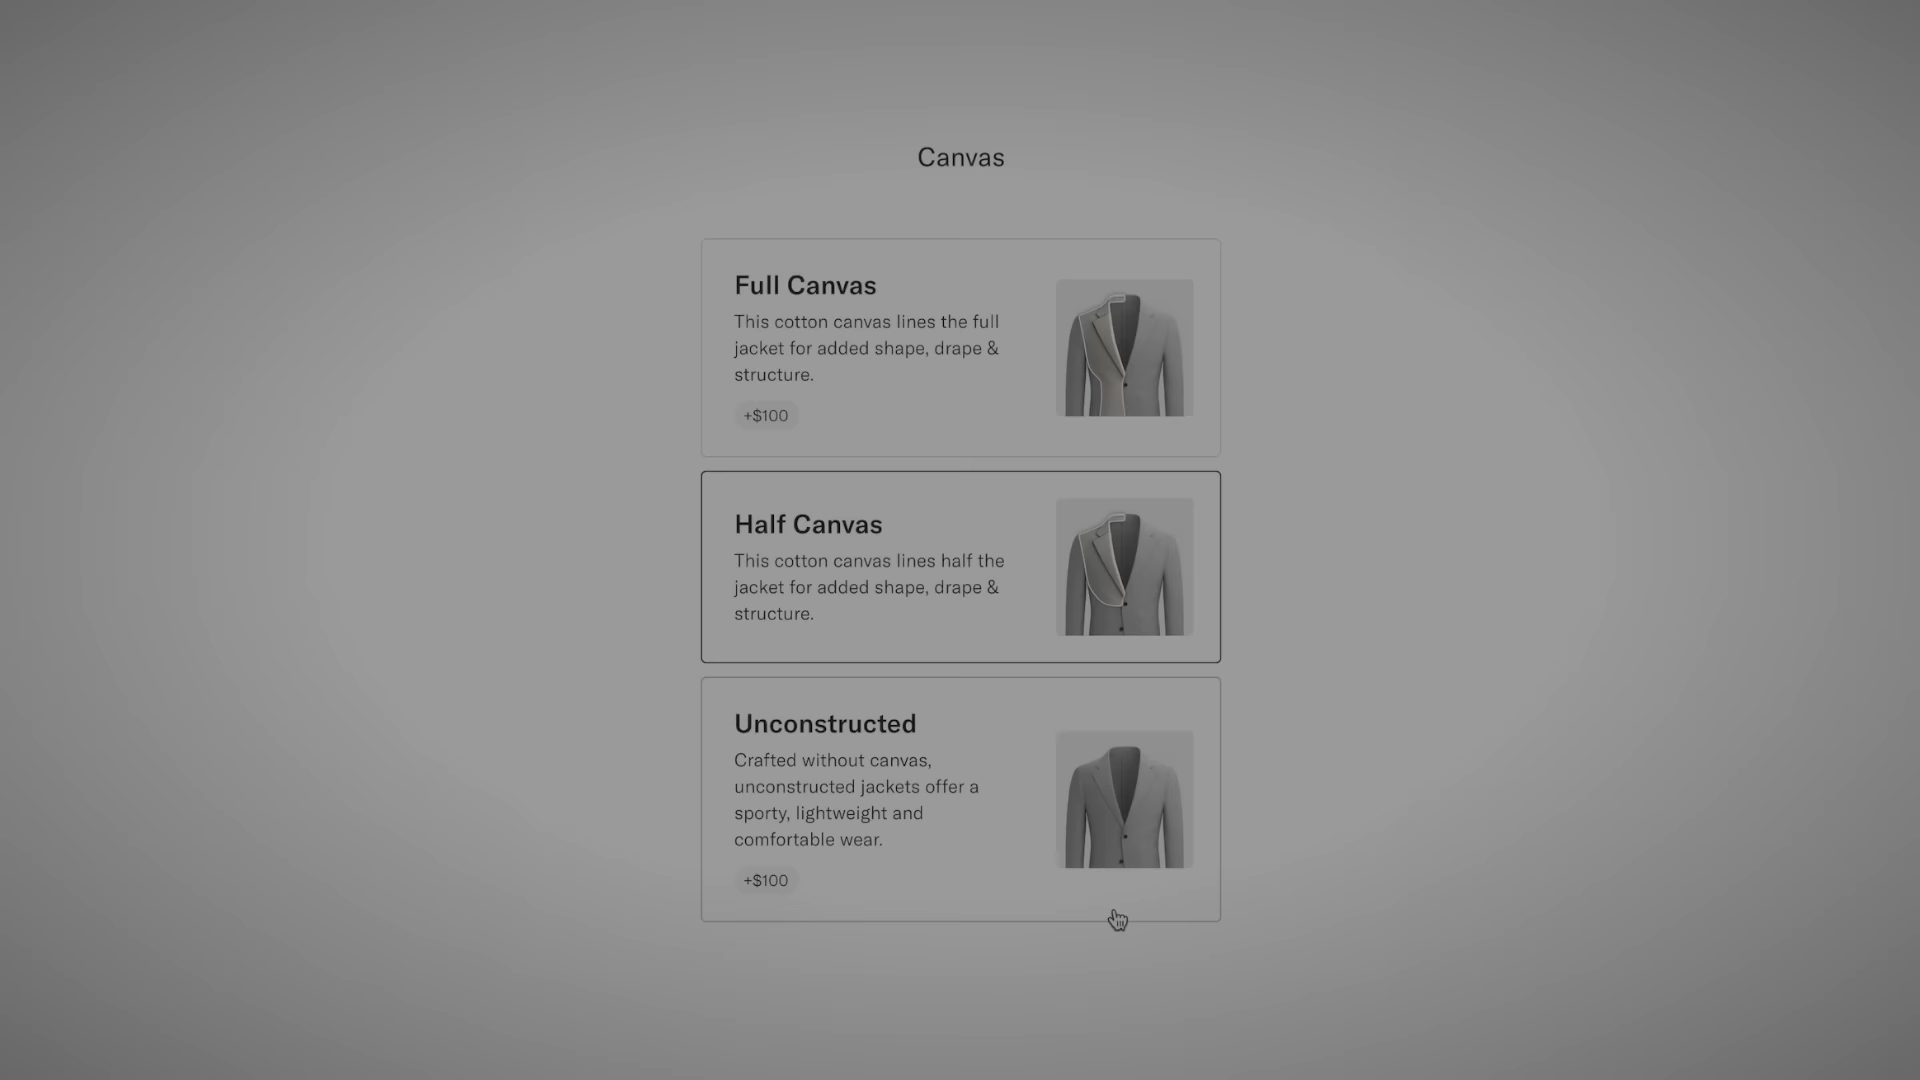 Canvas
Full Canvas
This cotton canvas lines the full
jacket for added shape, drape &
structure.
+$100
Half Canvas
This cotton canvas lines half the
jacket for added shape, drape &
structure.
Unconstructed
Crafted without canvas,
unconstructed jackets offer a
sporty, lightweight and
comfortable wear.
+$100